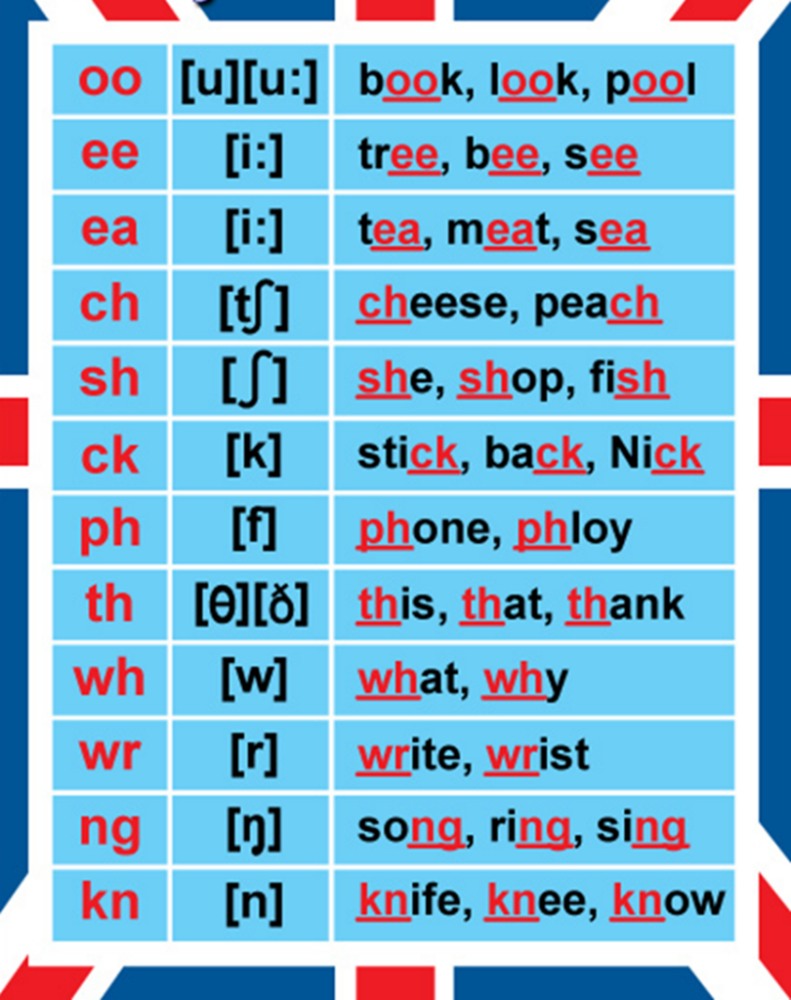 oo [u][u:] book, look, pool
ee [i:] tree, bee, see
ea [i:] tea, meat, sea
ch [tʃ] cheese, peach
sh [ʃ] she, shop, fish
ck [k] stick, back, Nick
ph [f] phone, phloy
th [θ][ð] this, that, thank
wh [w] what, why
wr [r] write, wrist
ng [ŋ] song, ring, sing
kn [n] knife, knee, know